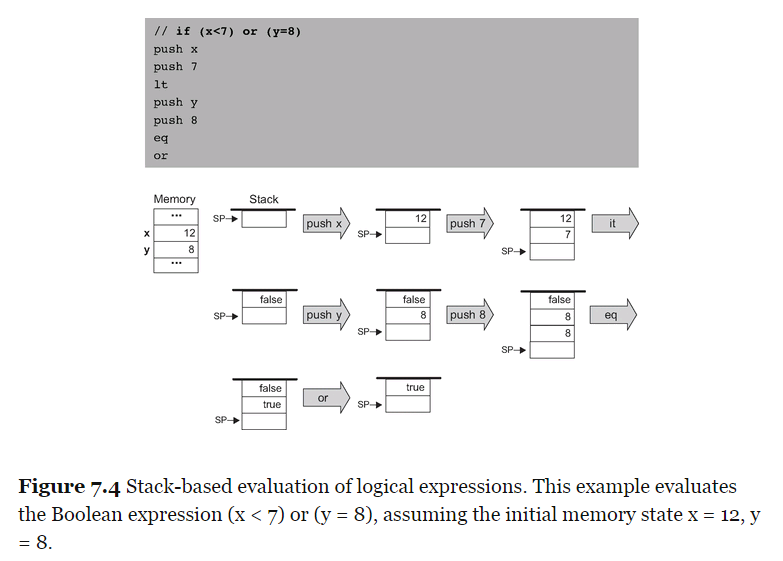 // if (x<7) or (y=8)
push x
push 7
lt
push y
push 8
eq
or
Memory Stack
... SP push x 12 push 7 12 it
x 12 SP 7
y 8 SP
...
false push y false push 8 false eq
SP 8 8
SP 8
SP
false or true
true SP
SP
Figure 7.4 Stack-based evaluation of logical expressions. This example evaluates
the Boolean expression (x < 7) or (y = 8), assuming the initial memory state x = 12, y
= 8.